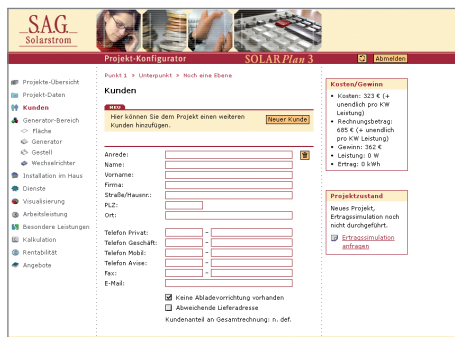 S.A.G.
Solarstrom
Projekt-Konfigurator
SOLARPlan 3
Abmelden
Projekte-Übersicht
Projekt-Daten
Kunden
Generator-Bereich
Fläche
Generator
Gestell
Wechselrichter
Installation im Haus
Dienste
Visualisierung
Arbeitsleistung
Besondere Leistungen
Kalkulation
Rentabilität
Angebote
Punkt 1 » Unterpunkt » Noch eine Ebene
Kunden
NEU
Hier können Sie dem Projekt einen weiteren
Kunden hinzufügen.
Neuer Kunde
Anrede:
Name:
Vorname:
Firma:
Straße/Hausnr.:
PLZ:
Ort:
Telefon Privat: –
Telefon Geschäft: –
Telefon Mobil: –
Telefon Avise: –
Fax: –
E-Mail:
Keine Abladevorrichtung vorhanden
Abweichende Lieferadresse
Kundenanteil an Gesamtrechnung: n. def.
Kosten/Gewinn
• Kosten: 323 € (+
unendlich pro KW
Leistung)
• Rechnungsbetrag:
685 € (+ unendlich
pro KW Leistung)
• Gewinn: 362 €
• Leistung: 0 W
• Ertrag: 0 kWh
Projektzustand
Neues Projekt,
Ertragssimulation noch
nicht durchgeführt.
Ertragssimulation
anfragen